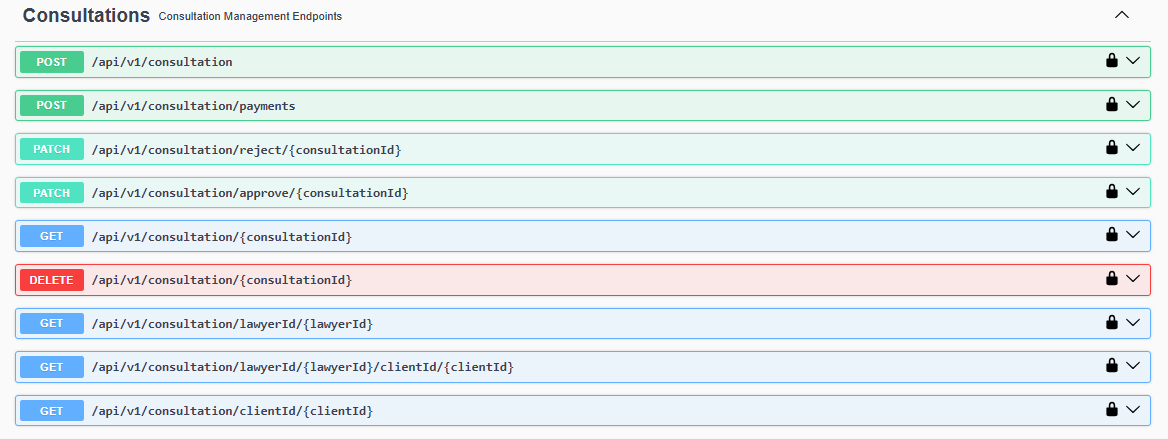 Consultations Consultation Management Endpoints
POST /api/v1/consultation
POST /api/v1/consultation/payments
PATCH /api/v1/consultation/reject/{consultationId}
PATCH /api/v1/consultation/approve/{consultationId}
GET /api/v1/consultation/{consultationId}
DELETE /api/v1/consultation/{consultationId}
GET /api/v1/consultation/lawyerId/{lawyerId}
GET /api/v1/consultation/lawyerId/{lawyerId}/clientId/{clientId}
GET /api/v1/consultation/clientId/{clientId}